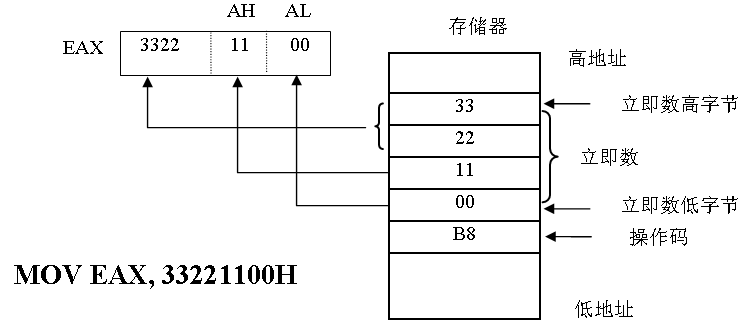 AH AL
存储器
EAX 3322 11 00
高地址
33 立即数高字节
22
立即数
11
00 立即数低字节
B8 操作码
MOV EAX, 33221100H
低地址